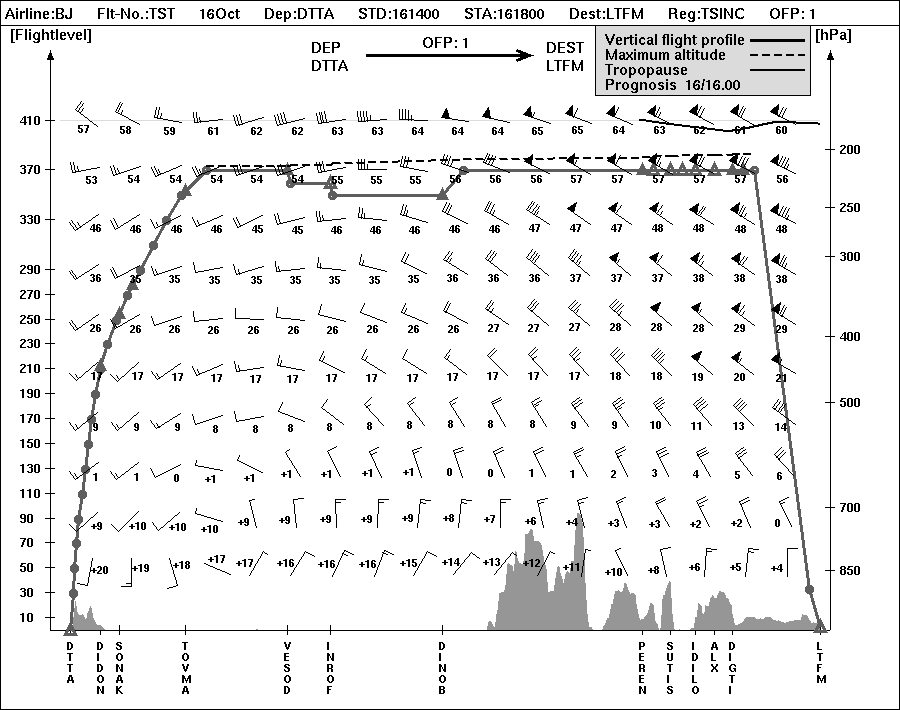 Airline:BJ Flt-No.:TST 16Oct Dep:DTTA STD:161400 STA:161800 Dest:LTFM Reg:TSINC OFP: 1
[Flightlevel] [hPa]
OFP: 1
DEP DEST
DTTA LTFM
Vertical flight profile
Maximum altitude
Tropopause
Prognosis 16/16.00
410
57 58 59 61 62 62 63 63 64 64 64 65 65 64 63 62 61 60
200
370
53 54 54 54 54 54 55 55 55 56 56 56 57 57 57 57 57 56
250
330
46 46 46 46 45 45 46 46 46 46 46 47 47 47 48 48 48 48
300
290
36 35 35 35 35 35 35 35 35 36 36 36 37 37 37 38 38 38
270
250
26 26 26 26 26 26 26 26 26 26 27 27 27 28 28 28 29 29
230 400
210
17 17 17 17 17 17 17 17 17 17 17 17 17 18 18 19 20 21
190
500
170
9 9 9 8 8 8 8 8 8 8 8 8 9 9 10 11 13 14
150
130
1 1 0 +1 +1 +1 +1 +1 +1 0 0 1 1 2 3 4 5 6
110
700
90
+9 +10 +10 +10 +9 +9 +9 +9 +9 +8 +7 +6 +4 +3 +3 +2 +2 0
70
50 850
+20 +19 +18 +17 +17 +16 +16 +16 +15 +14 +13 +12 +11 +10 +8 +6 +5 +4
30
10
DTTA
DIDON
SONAK
TOVMA
VESOD
INROF
DINOB
PEREN
SUTIS
IDILO
ALX
DIGTI
LTFM